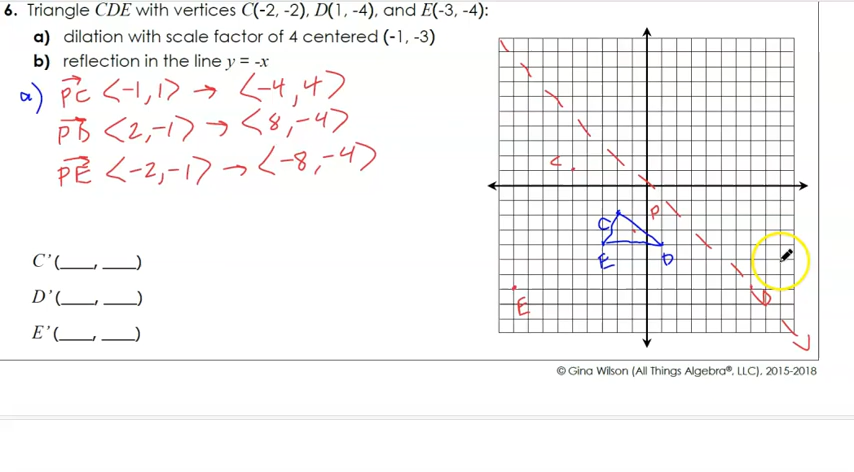 6. Triangle CDE with vertices C(-2, -2), D(1, -4), and E(-3, -4):
a) dilation with scale factor of 4 centered (-1, -3)
b) reflection in the line y = -x
a) PC <-1, 1> → <-4, 4>
PD <2, -1> → <8, -4>
PE <-2, -1> → <-8, -4>
C
P
C
E
D
D
E
C'(___, ___)
D'(___, ___)
E'(___, ___)
© Gina Wilson (All Things Algebra®, LLC), 2015-2018